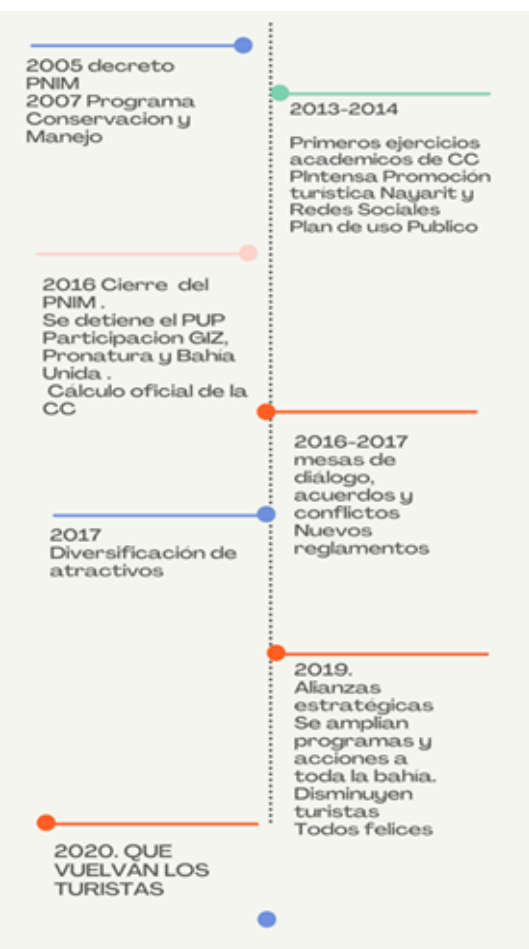 2005 decreto
PNIM
2007 Programa
Conservacion y
Manejo
2013-2014
Primeros ejercicios
academicos de CC
PIntensa Promoción
turística Nayarit y
Redes Sociales
Plan de uso Publico
2016 Cierre del
PNIM .
Se detiene el PUP
Participacion GIZ,
Pronatura y Bahía
Unida .
Cálculo oficial de la
CC
2016-2017
mesas de
diálogo,
acuerdos y
conflictos
Nuevos
reglamentos
2017
Diversificación de
atractivos
2019.
Alianzas
estratégicas
Se amplian
programas y
acciones a
toda la bahía.
Disminuyen
turistas
Todos felices
2020. QUE
VUELVAN LOS
TURISTAS